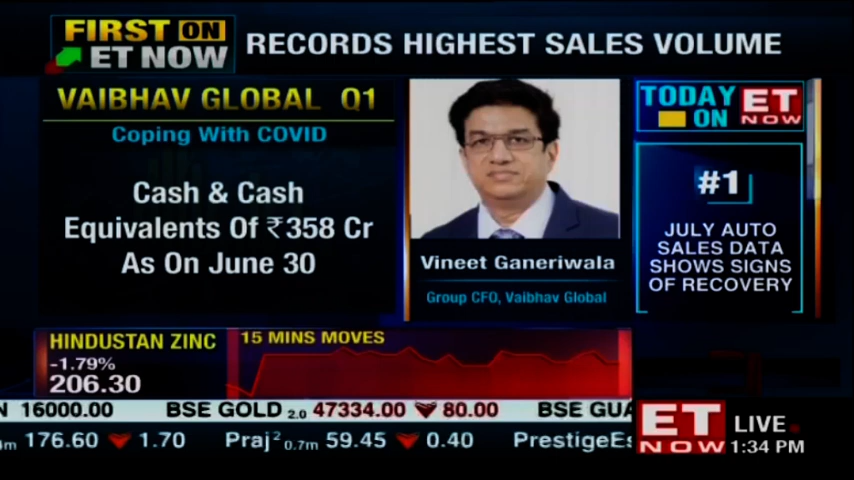 FIRST ON
ET NOW
RECORDS HIGHEST SALES VOLUME
VAIBHAV GLOBAL Q1
Coping With COVID
Cash & Cash
Equivalents Of ₹358 Cr
As On June 30
Vineet Ganeriwala
Group CFO, Vaibhav Global
TODAY
ON
ET
NOW
#1
JULY AUTO
SALES DATA
SHOWS SIGNS
OF RECOVERY
HINDUSTAN ZINC
-1.79%
206.30
15 MINS MOVES
N 16000.00 BSE GOLD 2.0 47334.00 80.00 BSE GUA
4m 176.60 1.70 Praj² 0.7m 59.45 0.40 PrestigeEs
ET
NOW
LIVE
1:34 PM